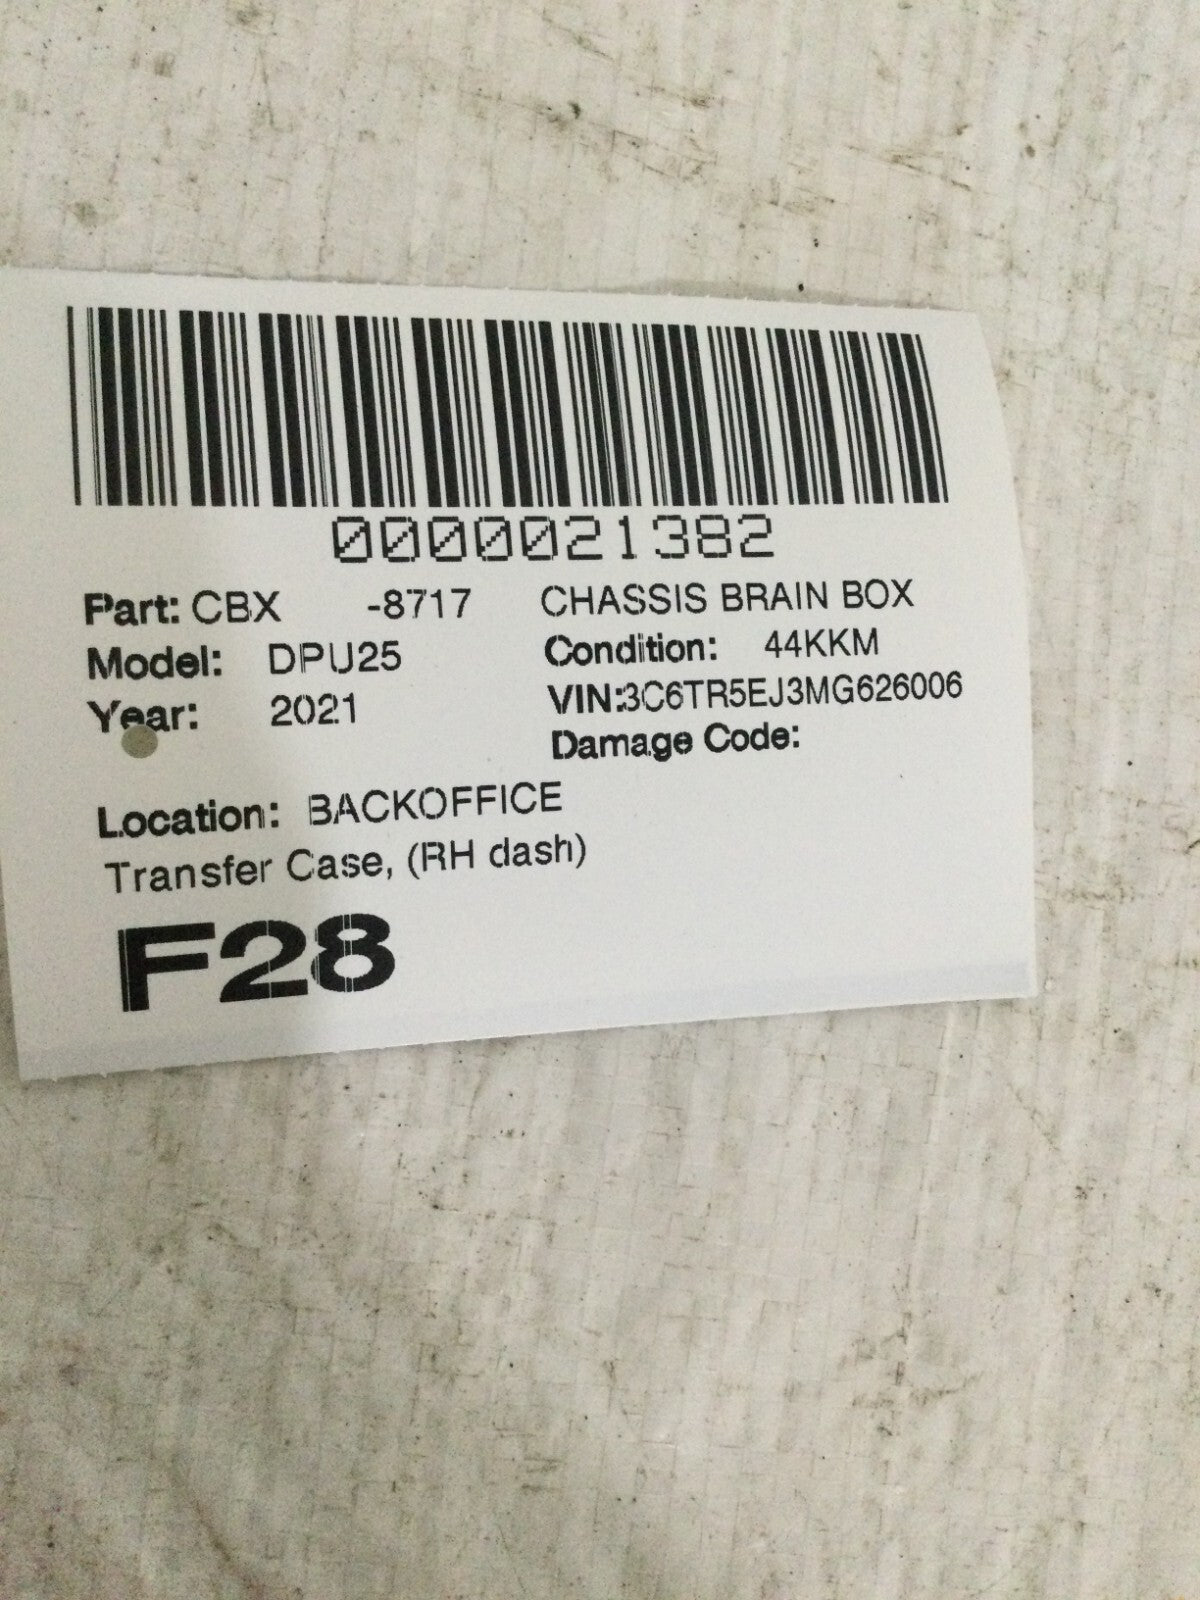 0000021382
Part: CBX -8717 CHASSIS BRAIN BOX
Model: DPU25 Condition: 44KKM
Year: 2021 VIN:3C6TR5EJ3MG626006
Damage Code:
Location: BACKOFFICE
Transfer Case, (RH dash)
F28